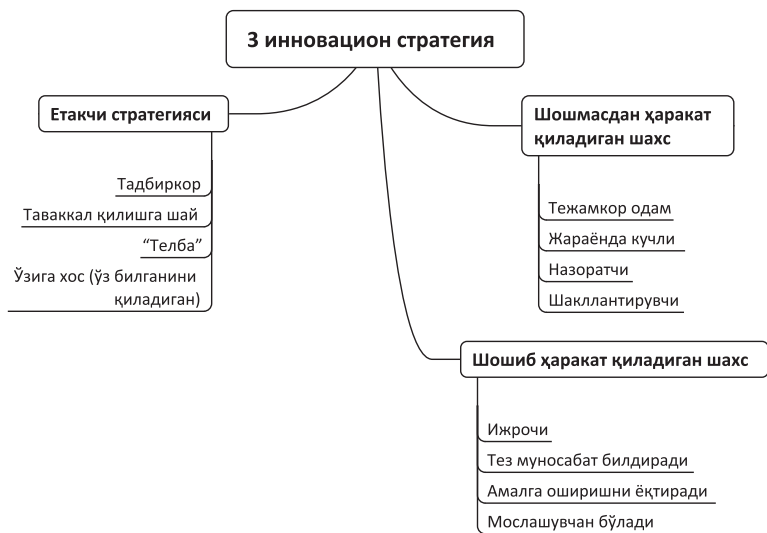 3 инновацион стратегия
Етакчи стратегияси
Тадбиркор
Таваккал қилишга шай
“Телба”
Ўзига хос (ўз билганини
қиладиган)
Шошмасдан ҳаракат
қиладиган шахс
Тежамкор одам
Жараёнда кучли
Назоратчи
Шакллантирувчи
Шошиб ҳаракат қиладиган шахс
Ижрочи
Тез муносабат билдиради
Амалга оширишни ёқтиради
Мослашувчан бўлади